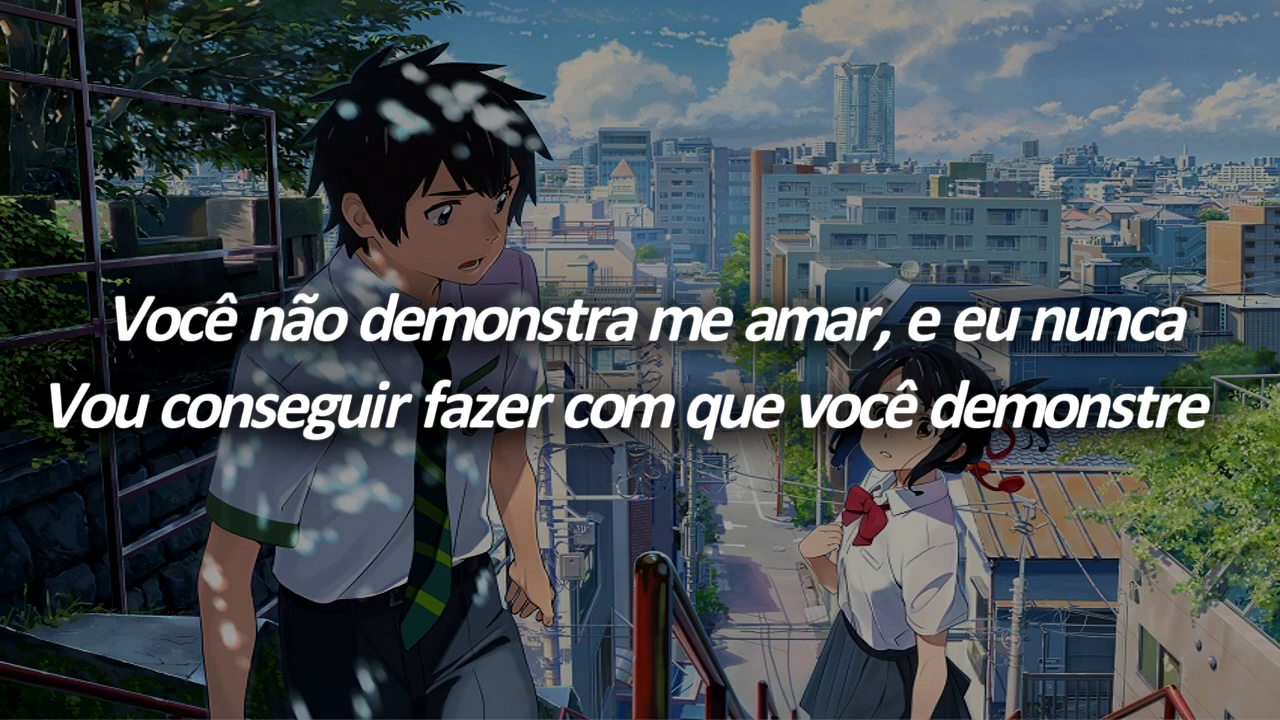 Você não demonstra me amar, e eu nunca
Vou conseguir fazer com que você demonstre